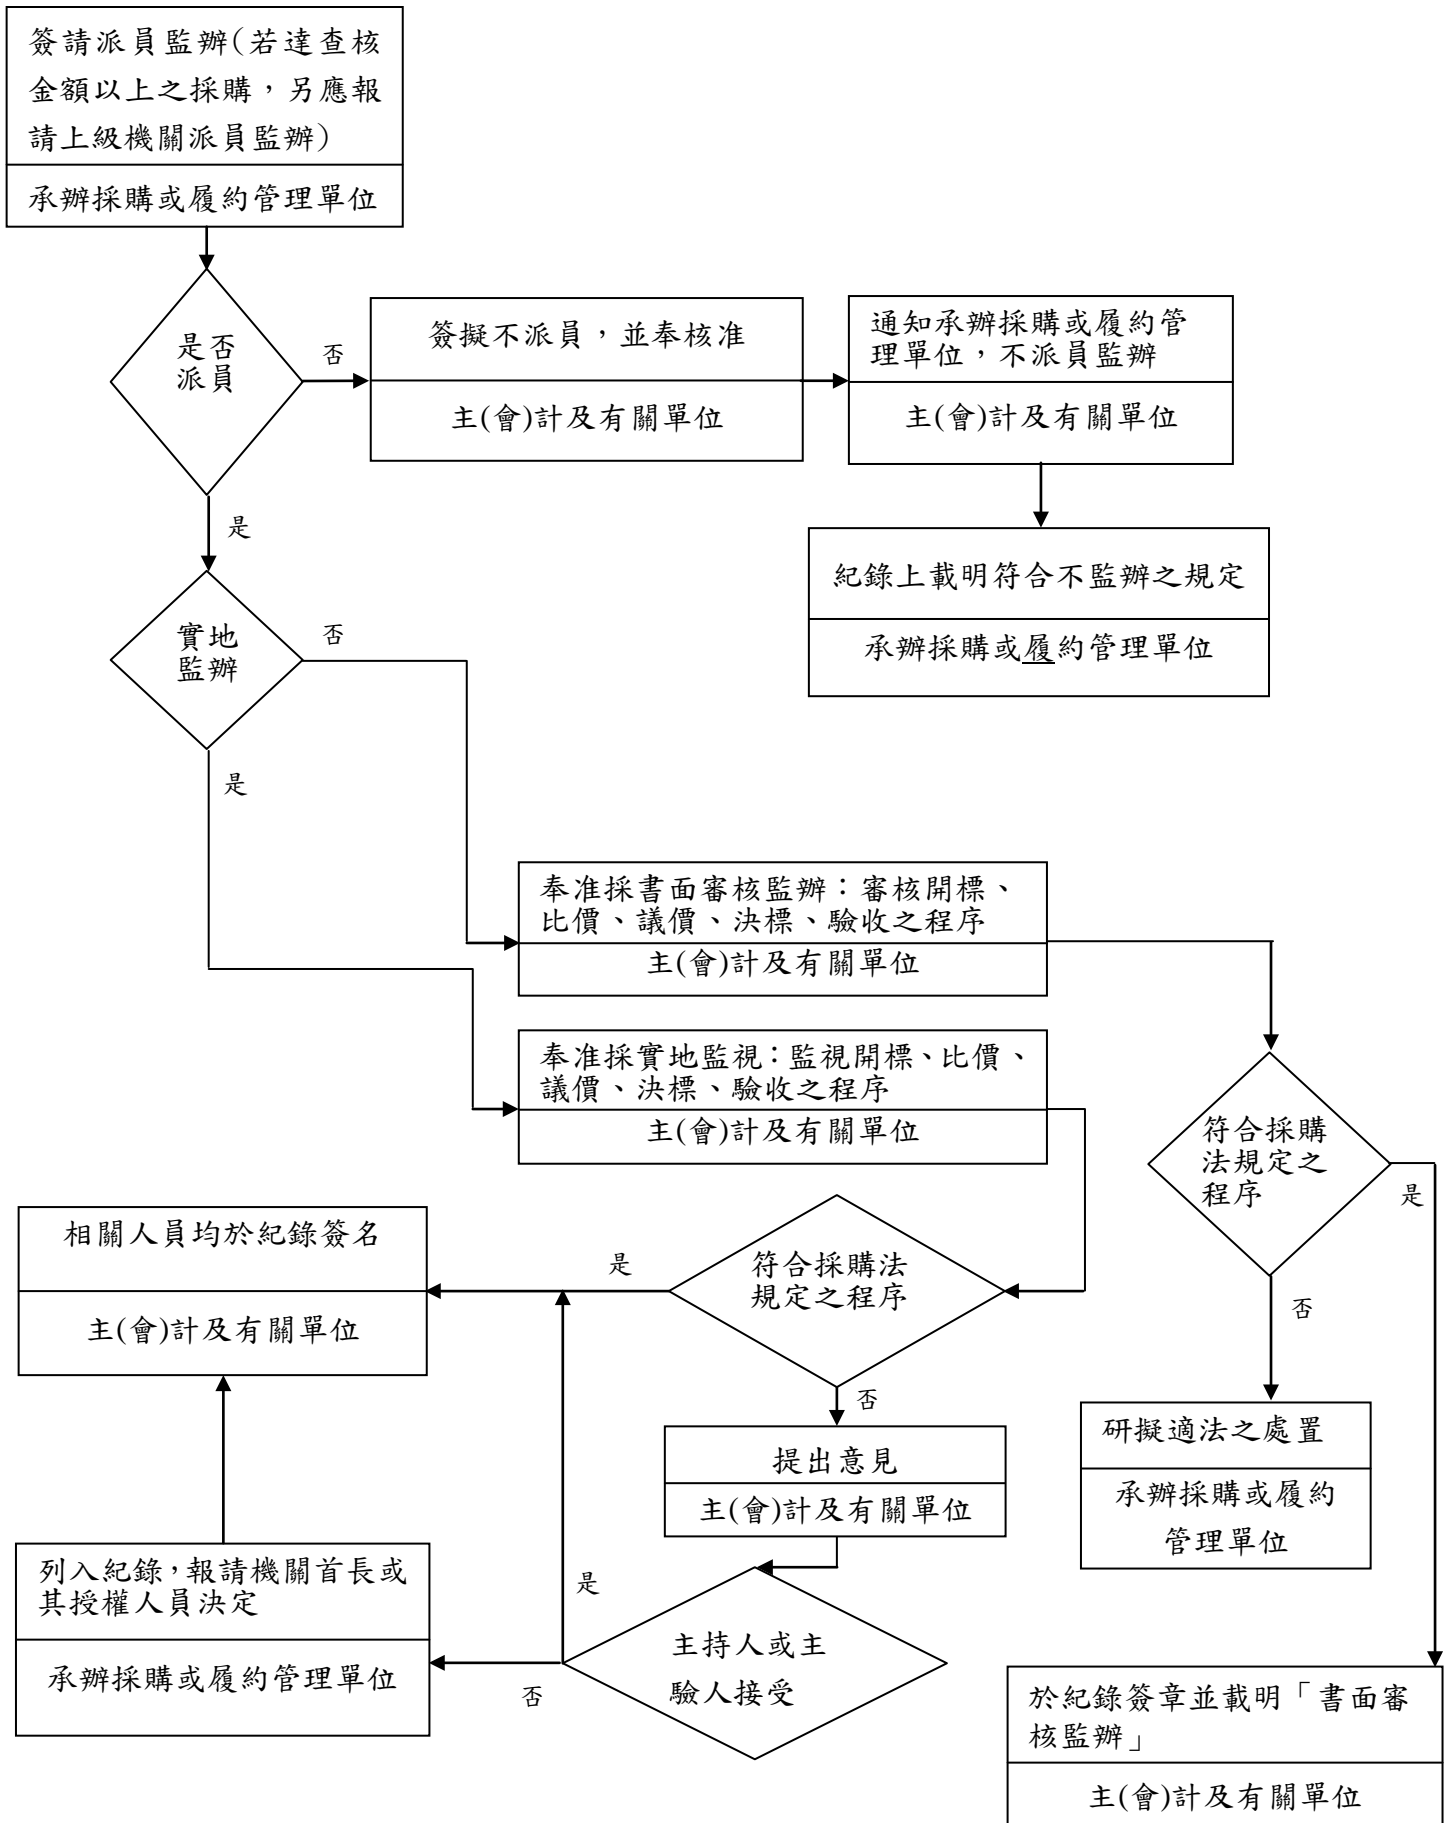 簽請派員監辦(若達查核
金額以上之採購，另應報
請上級機關派員監辦)
承辦採購或履約管理單位
是否
派員
否
簽擬不派員，並奉核准
主(會)計及有關單位
通知承辦採購或履約管
理單位，不派員監辦
主(會)計及有關單位
是
紀錄上載明符合不監辦之規定
承辦採購或履約管理單位
實地
監辦
否
是
奉准採書面審核監辦：審核開標、
比價、議價、決標、驗收之程序
主(會)計及有關單位
奉准採實地監視：監視開標、比價、
議價、決標、驗收之程序
主(會)計及有關單位
符合採購
法規定之
程序
是
否
相關人員均於紀錄簽名
主(會)計及有關單位
是
符合採購法
規定之程序
否
提出意見
主(會)計及有關單位
研擬適法之處置
承辦採購或履約
管理單位
列入紀錄，報請機關首長或
其授權人員決定
承辦採購或履約管理單位
是
否
主持人或主
驗人接受
於紀錄簽章並載明「書面審
核監辦」
主(會)計及有關單位